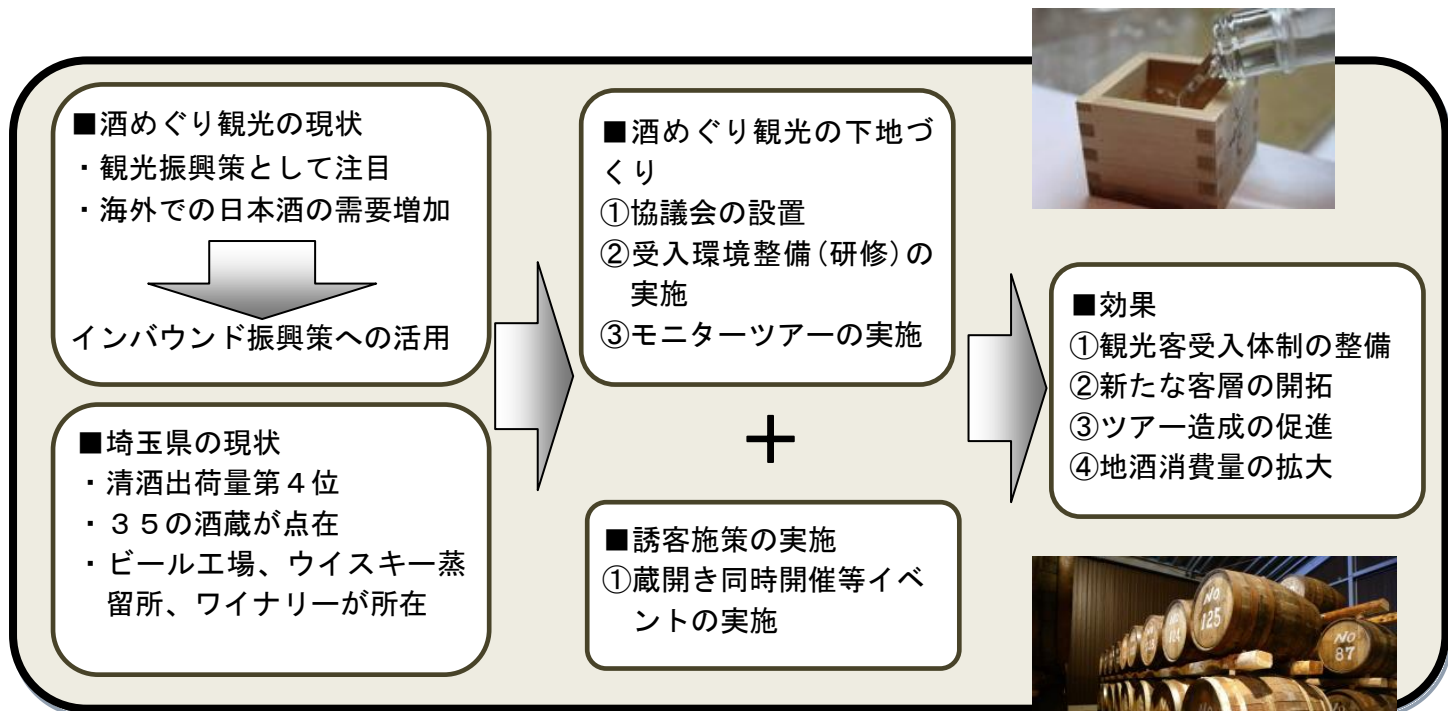 ■酒めぐり観光の現状
・観光振興策として注目
・海外での日本酒の需要増加
インバウンド振興策への活用
■埼玉県の現状
・清酒出荷量第４位
・３５の酒蔵が点在
・ビール工場、ウイスキー蒸
留所、ワイナリーが所在
■酒めぐり観光の下地づ
くり
①協議会の設置
②受入環境整備(研修)の
実施
③モニターツアーの実施
＋
■誘客施策の実施
①蔵開き同時開催等イベ
ントの実施
■効果
①観光客受入体制の整備
②新たな客層の開拓
③ツアー造成の促進
④地酒消費量の拡大
No
125
No
87